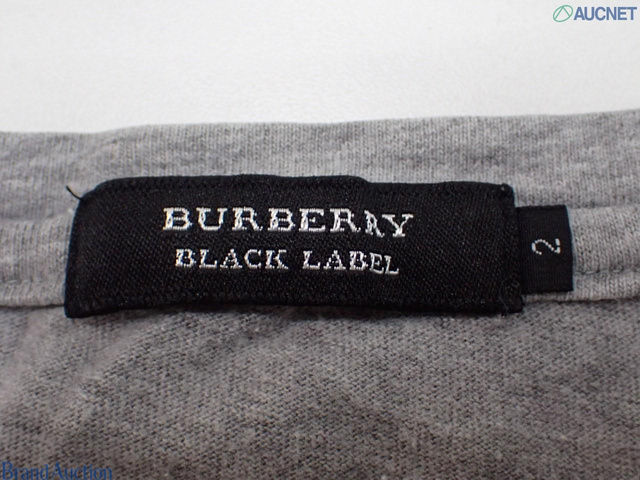 AUCNET
BURBERRY
BLACK LABEL
2
Brand Auction